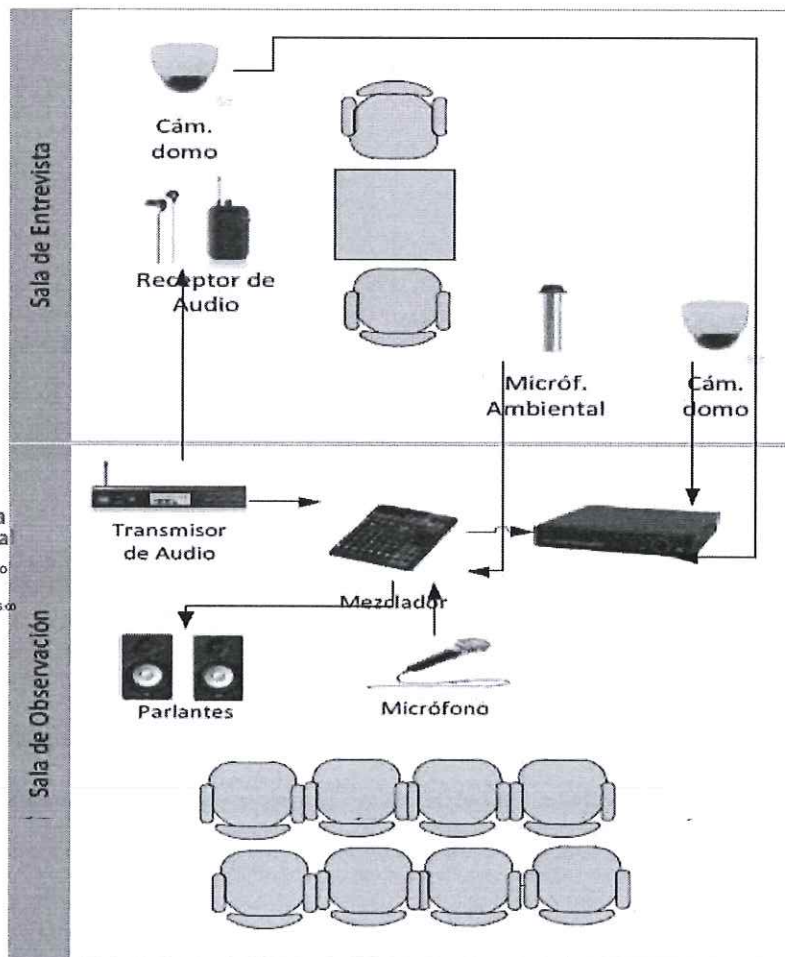 Sala de Entrevista
Cám.
domo
Receptor de
Audio
Micróf.
Ambiental
Cám.
domo
Sala de Observación
Transmisor
de Audio
Mezclador
Parlantes
Micrófono